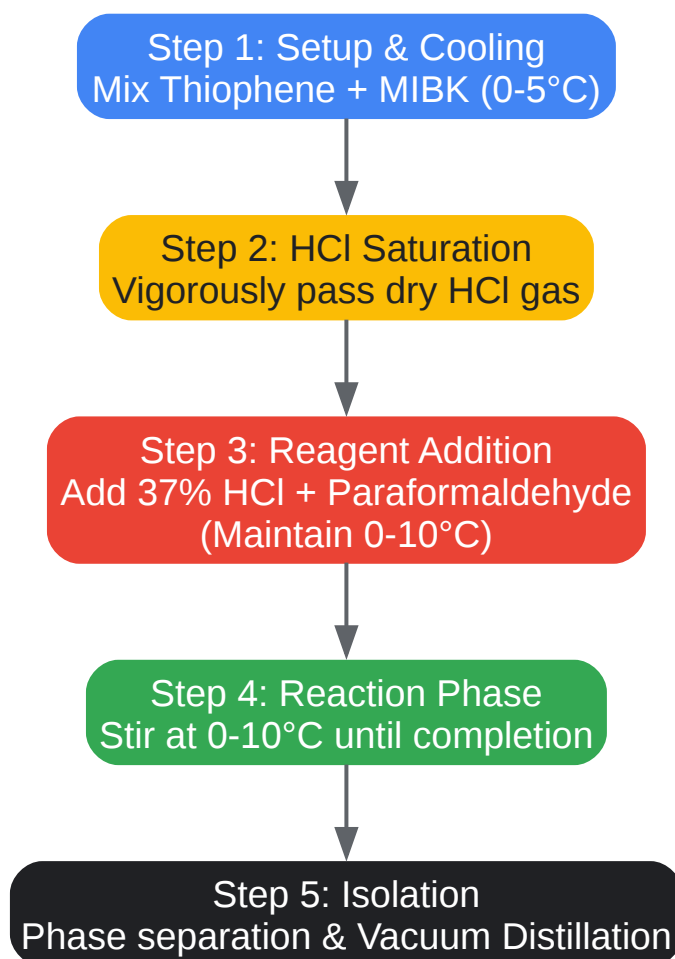 Step 1: Setup & Cooling
Mix Thiophene + MIBK (0-5°C)
Step 2: HCl Saturation
Vigorously pass dry HCl gas
Step 3: Reagent Addition
Add 37% HCl + Paraformaldehyde
(Maintain 0-10°C)
Step 4: Reaction Phase
Stir at 0-10°C until completion
Step 5: Isolation
Phase separation & Vacuum Distillation